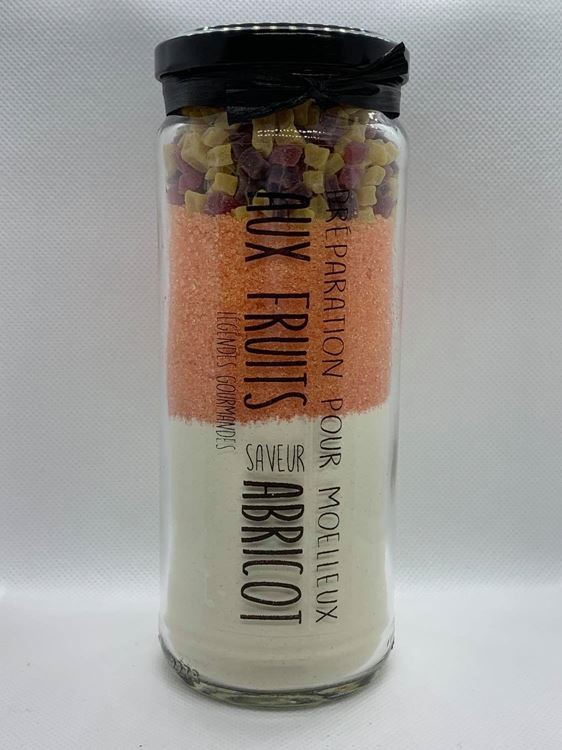 PRÉPARATION POUR MOELLEUX
AUX FRUITS
SAVEUR
ABRICOT
LÉGENDES GOURMANDES